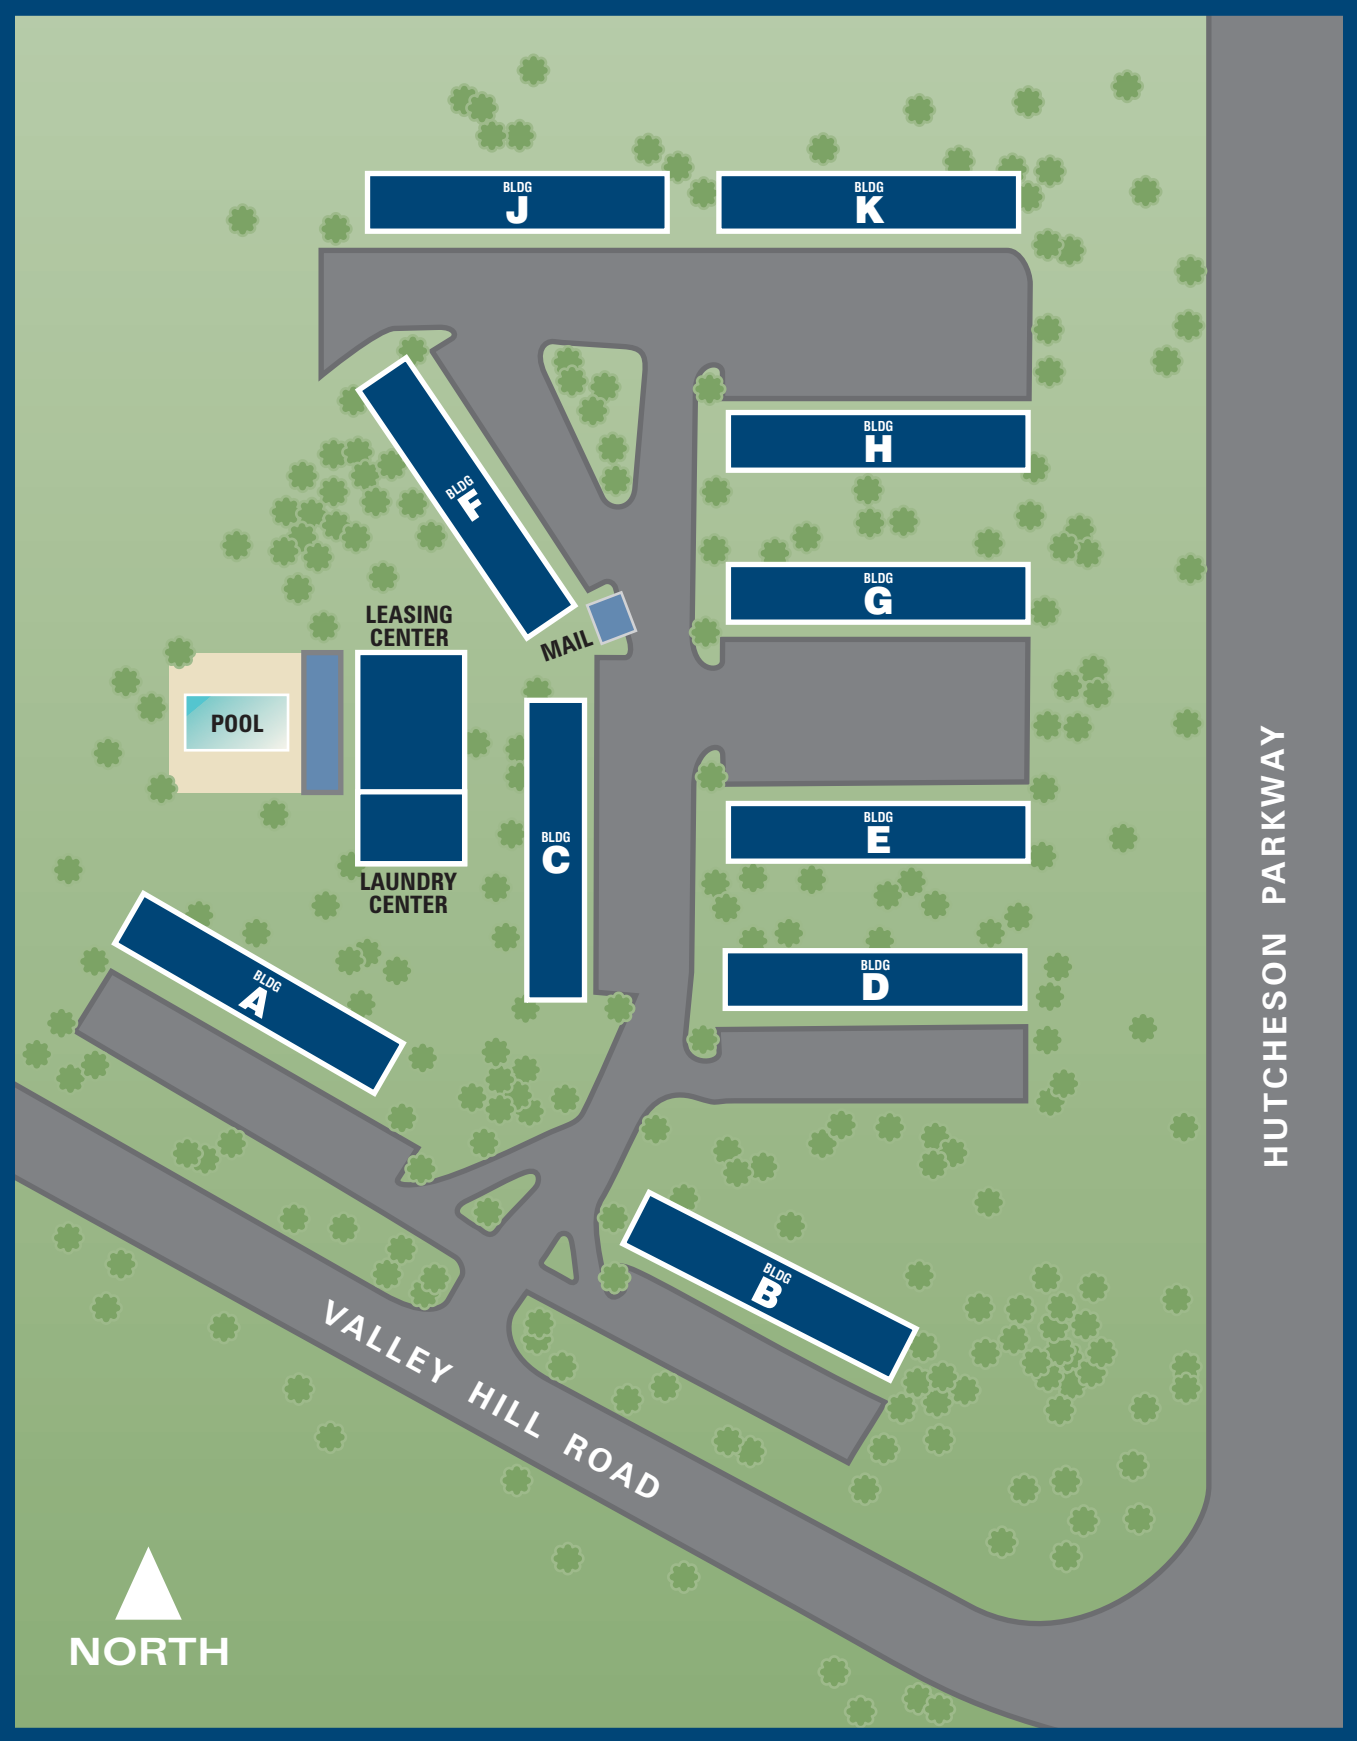 BLDG
J
BLDG
K
BLDG
H
BLDG
F
BLDG
G
LEASING
CENTER
MAIL
POOL
BLDG
C
BLDG
E
LAUNDRY
CENTER
BLDG
A
BLDG
D
HUTCHESON PARKWAY
BLDG
B
VALLEY HILL ROAD
NORTH